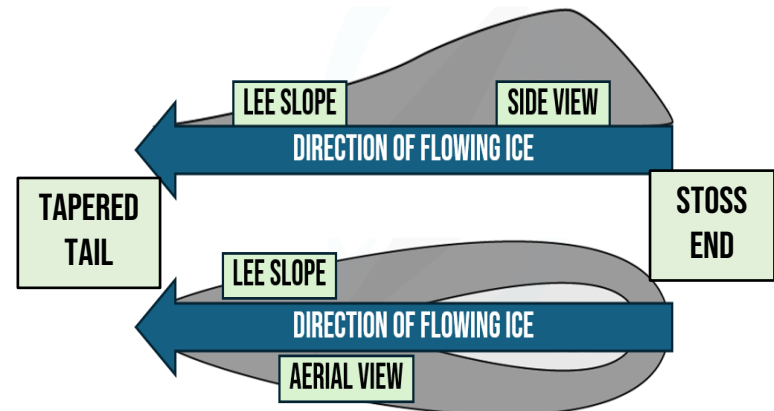 LEE SLOPE
SIDE VIEW
DIRECTION OF FLOWING ICE
TAPERED
TAIL
STOSS
END
LEE SLOPE
DIRECTION OF FLOWING ICE
AERIAL VIEW